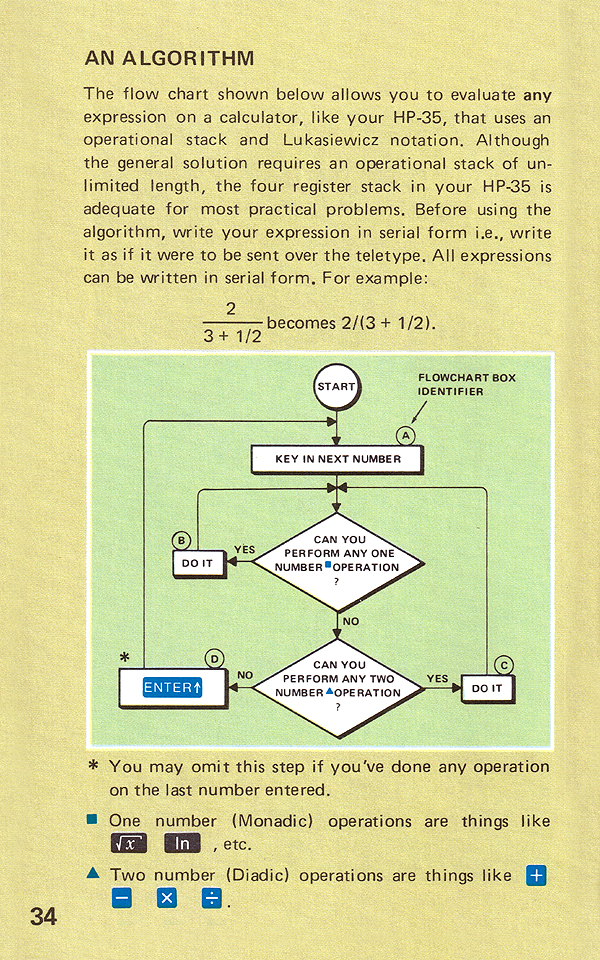 AN ALGORITHM
The flow chart shown below allows you to evaluate any
expression on a calculator, like your HP-35, that uses an
operational stack and Lukasiewicz notation. Although
the general solution requires an operational stack of un-
limited length, the four register stack in your HP-35 is
adequate for most practical problems. Before using the
algorithm, write your expression in serial form i.e., write
it as if it were to be sent over the teletype. All expressions
can be written in serial form. For example:
2
3 + 1/2 becomes 2/(3 + 1/2).
START
FLOWCHART BOX
IDENTIFIER
A
KEY IN NEXT NUMBER
B
DO IT
YES
CAN YOU
PERFORM ANY ONE
NUMBER ■ OPERATION
?
NO
* D
ENTER↑
NO
CAN YOU
PERFORM ANY TWO
NUMBER ▲ OPERATION
?
YES
C
DO IT
* You may omit this step if you've done any operation
on the last number entered.
■ One number (Monadic) operations are things like
√x ln , etc.
▲ Two number (Diadic) operations are things like +
− × ÷ .
34